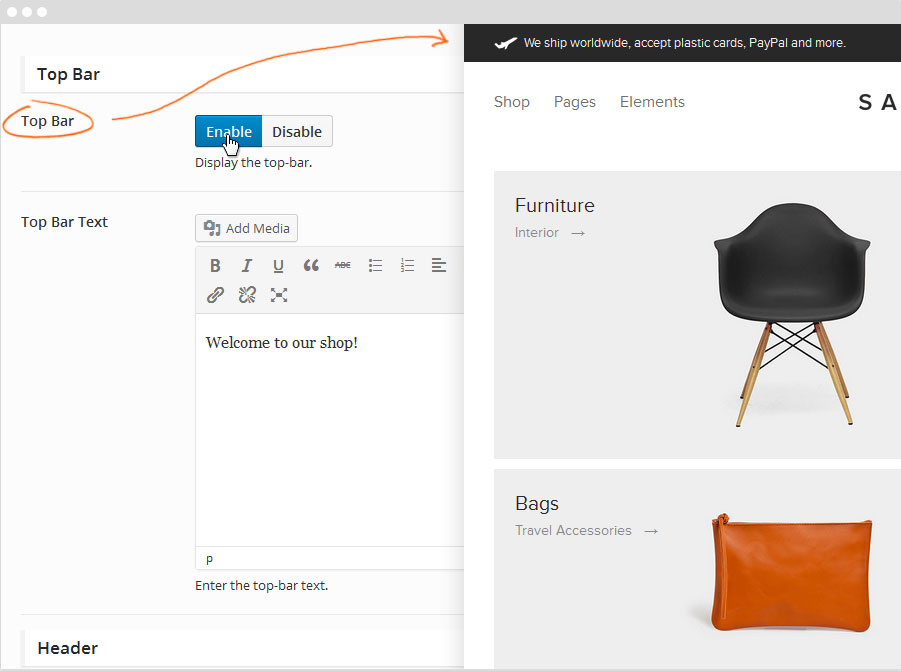 Top Bar
Top Bar
Enable Disable
Display the top-bar.
Top Bar Text
Add Media
B I U ABC
Welcome to our shop!
p
Enter the top-bar text.
Header
We ship worldwide, accept plastic cards, PayPal and more.
Shop Pages Elements
S A
Furniture
Interior →
Bags
Travel Accessories →